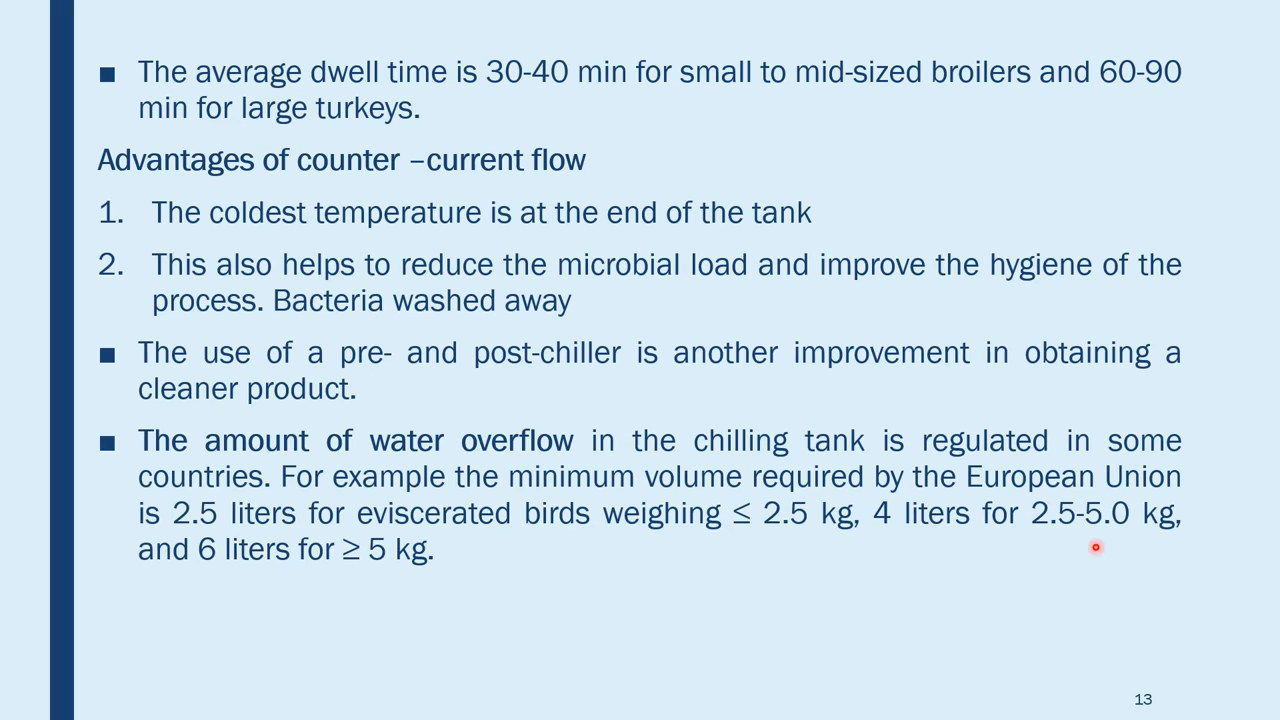 ■ The average dwell time is 30-40 min for small to mid-sized broilers and 60-90
min for large turkeys.
Advantages of counter –current flow
1. The coldest temperature is at the end of the tank
2. This also helps to reduce the microbial load and improve the hygiene of the
process. Bacteria washed away
■ The use of a pre- and post-chiller is another improvement in obtaining a
cleaner product.
■ The amount of water overflow in the chilling tank is regulated in some
countries. For example the minimum volume required by the European Union
is 2.5 liters for eviscerated birds weighing ≤ 2.5 kg, 4 liters for 2.5-5.0 kg,
and 6 liters for ≥ 5 kg.
13